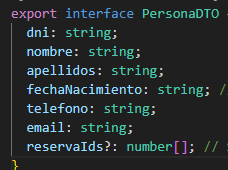 export interface PersonaDTO
dni: string;
nombre: string;
apellidos: string;
fechaNacimiento: string; /
telefono: string;
email: string;
reservaIds?: number[]; //
}